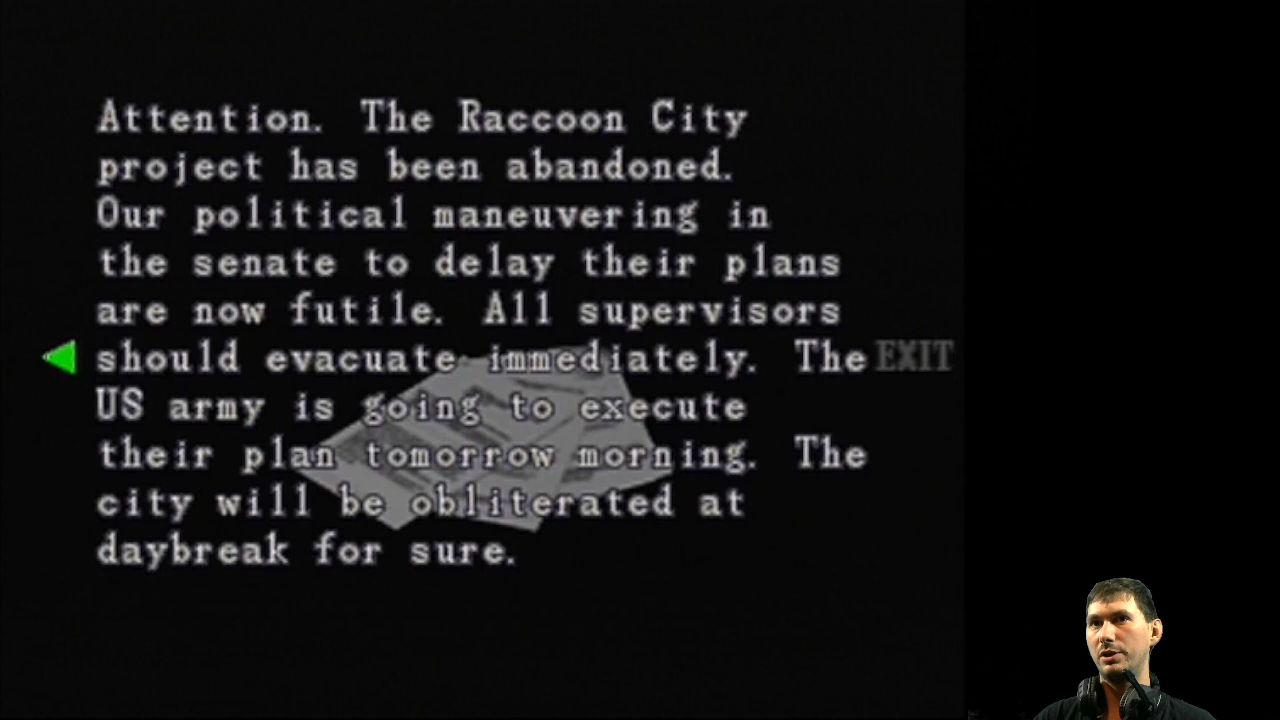 Attention. The Raccoon City
project has been abandoned.
Our political maneuvering in
the senate to delay their plans
are now futile. All supervisors
should evacuate immediately. The
EXIT
US army is going to execute
their plan tomorrow morning. The
city will be obliterated at
daybreak for sure.